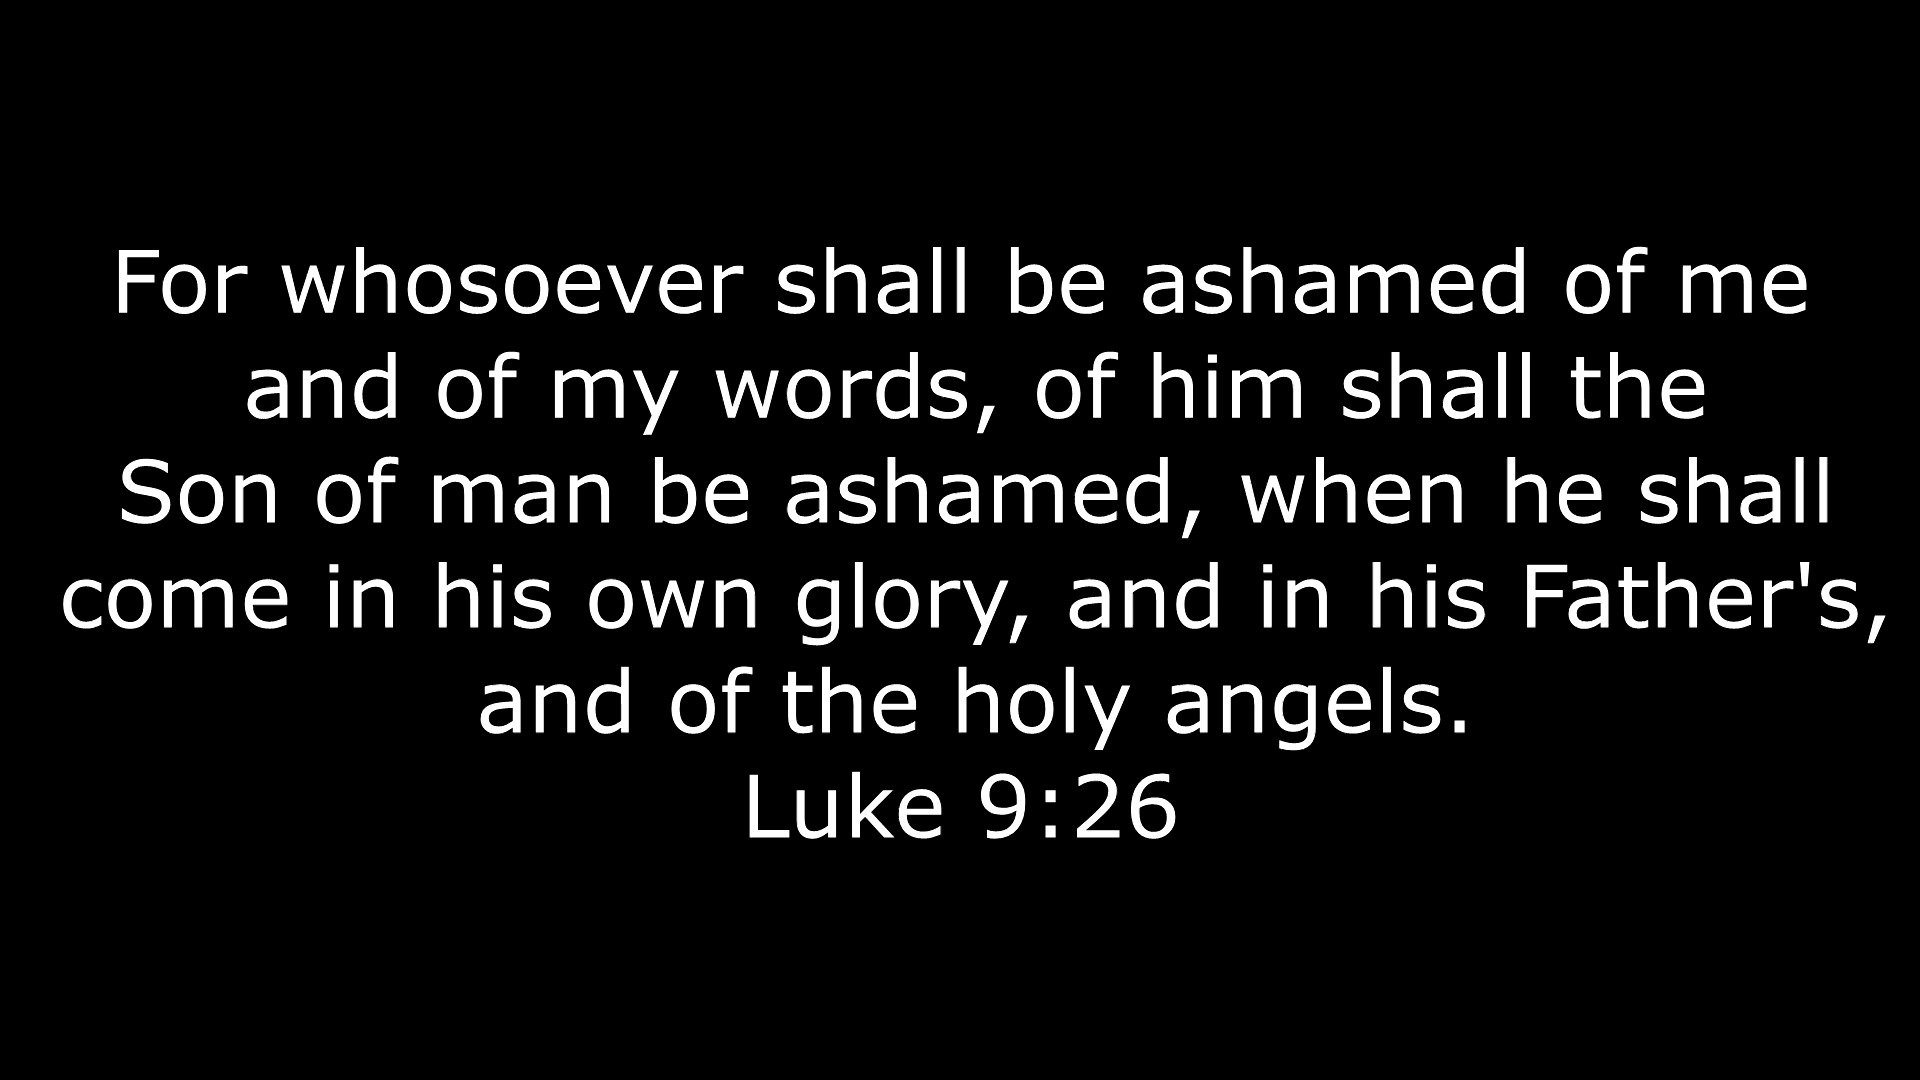 For whosoever shall be ashamed of me
and of my words, of him shall the
Son of man be ashamed, when he shall
come in his own glory, and in his Father's,
and of the holy angels.
Luke 9:26